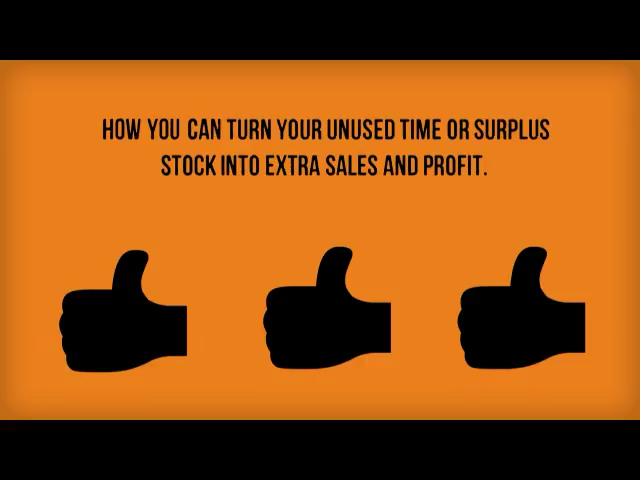 HOW YOU CAN TURN YOUR UNUSED TIME OR SURPLUS
STOCK INTO EXTRA SALES AND PROFIT.